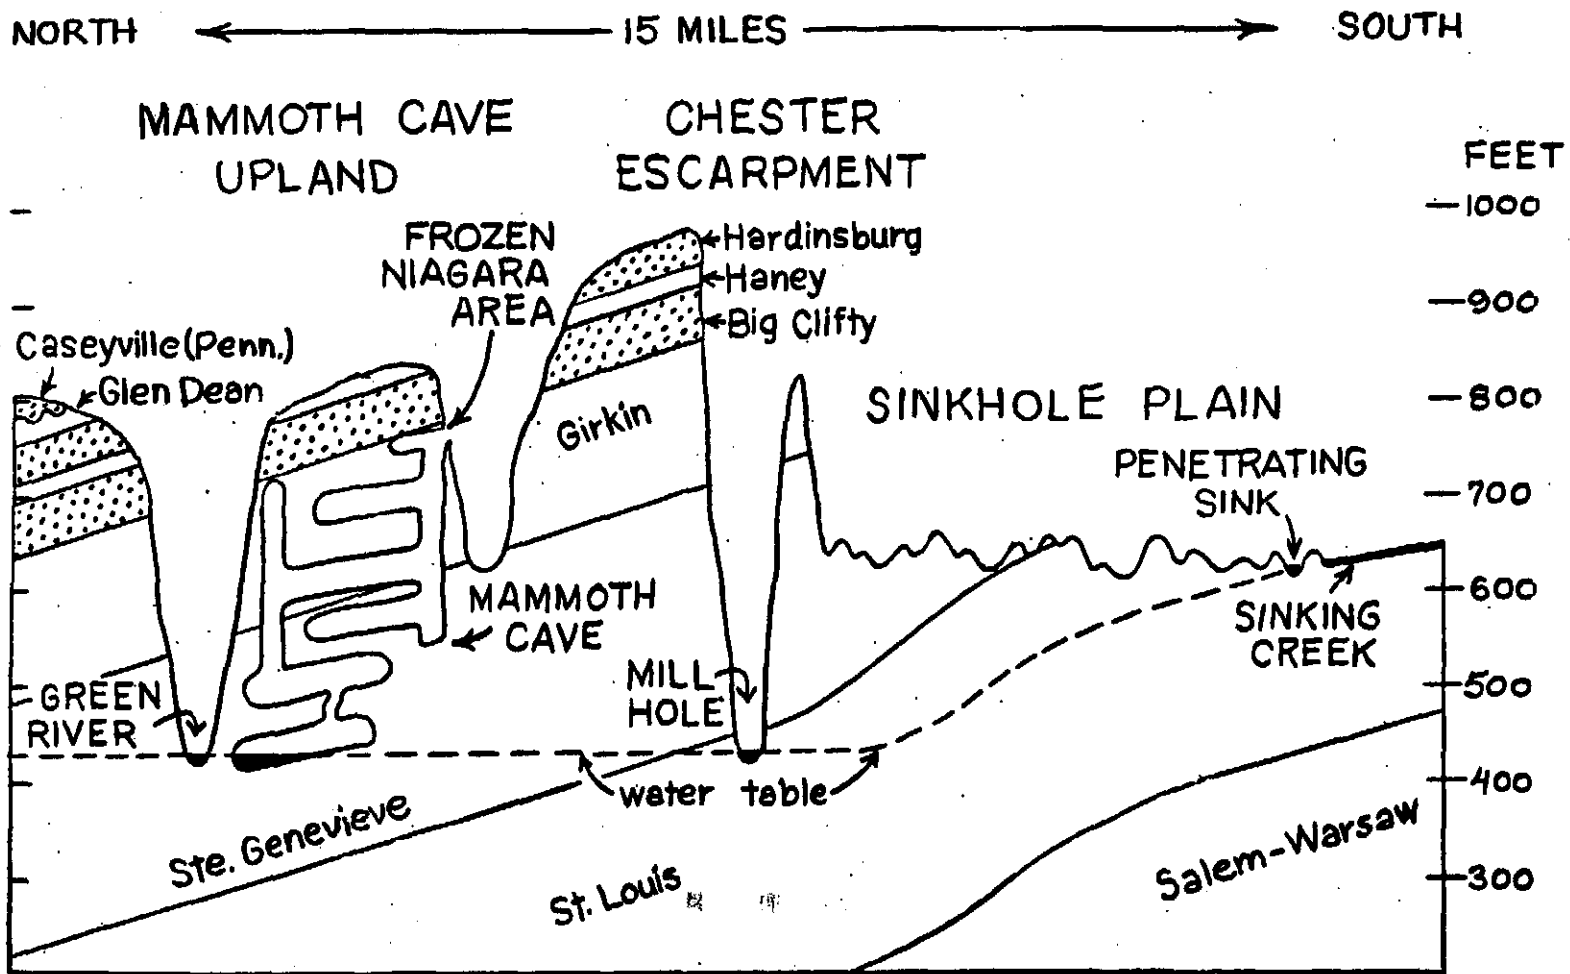 NORTH 15 MILES SOUTH
MAMMOTH CAVE
UPLAND
CHESTER
ESCARPMENT
FEET
1000
900
800
700
600
500
400
300
FROZEN
NIAGARA
AREA
Hardinsburg
Haney
Big Clifty
Caseyville (Penn.)
Glen Dean
Girkin
SINKHOLE PLAIN
PENETRATING
SINK
MAMMOTH
CAVE
SINKING
CREEK
GREEN
RIVER
MILL
HOLE
water table
Ste. Genevieve
St. Louis
Salem-Warsaw